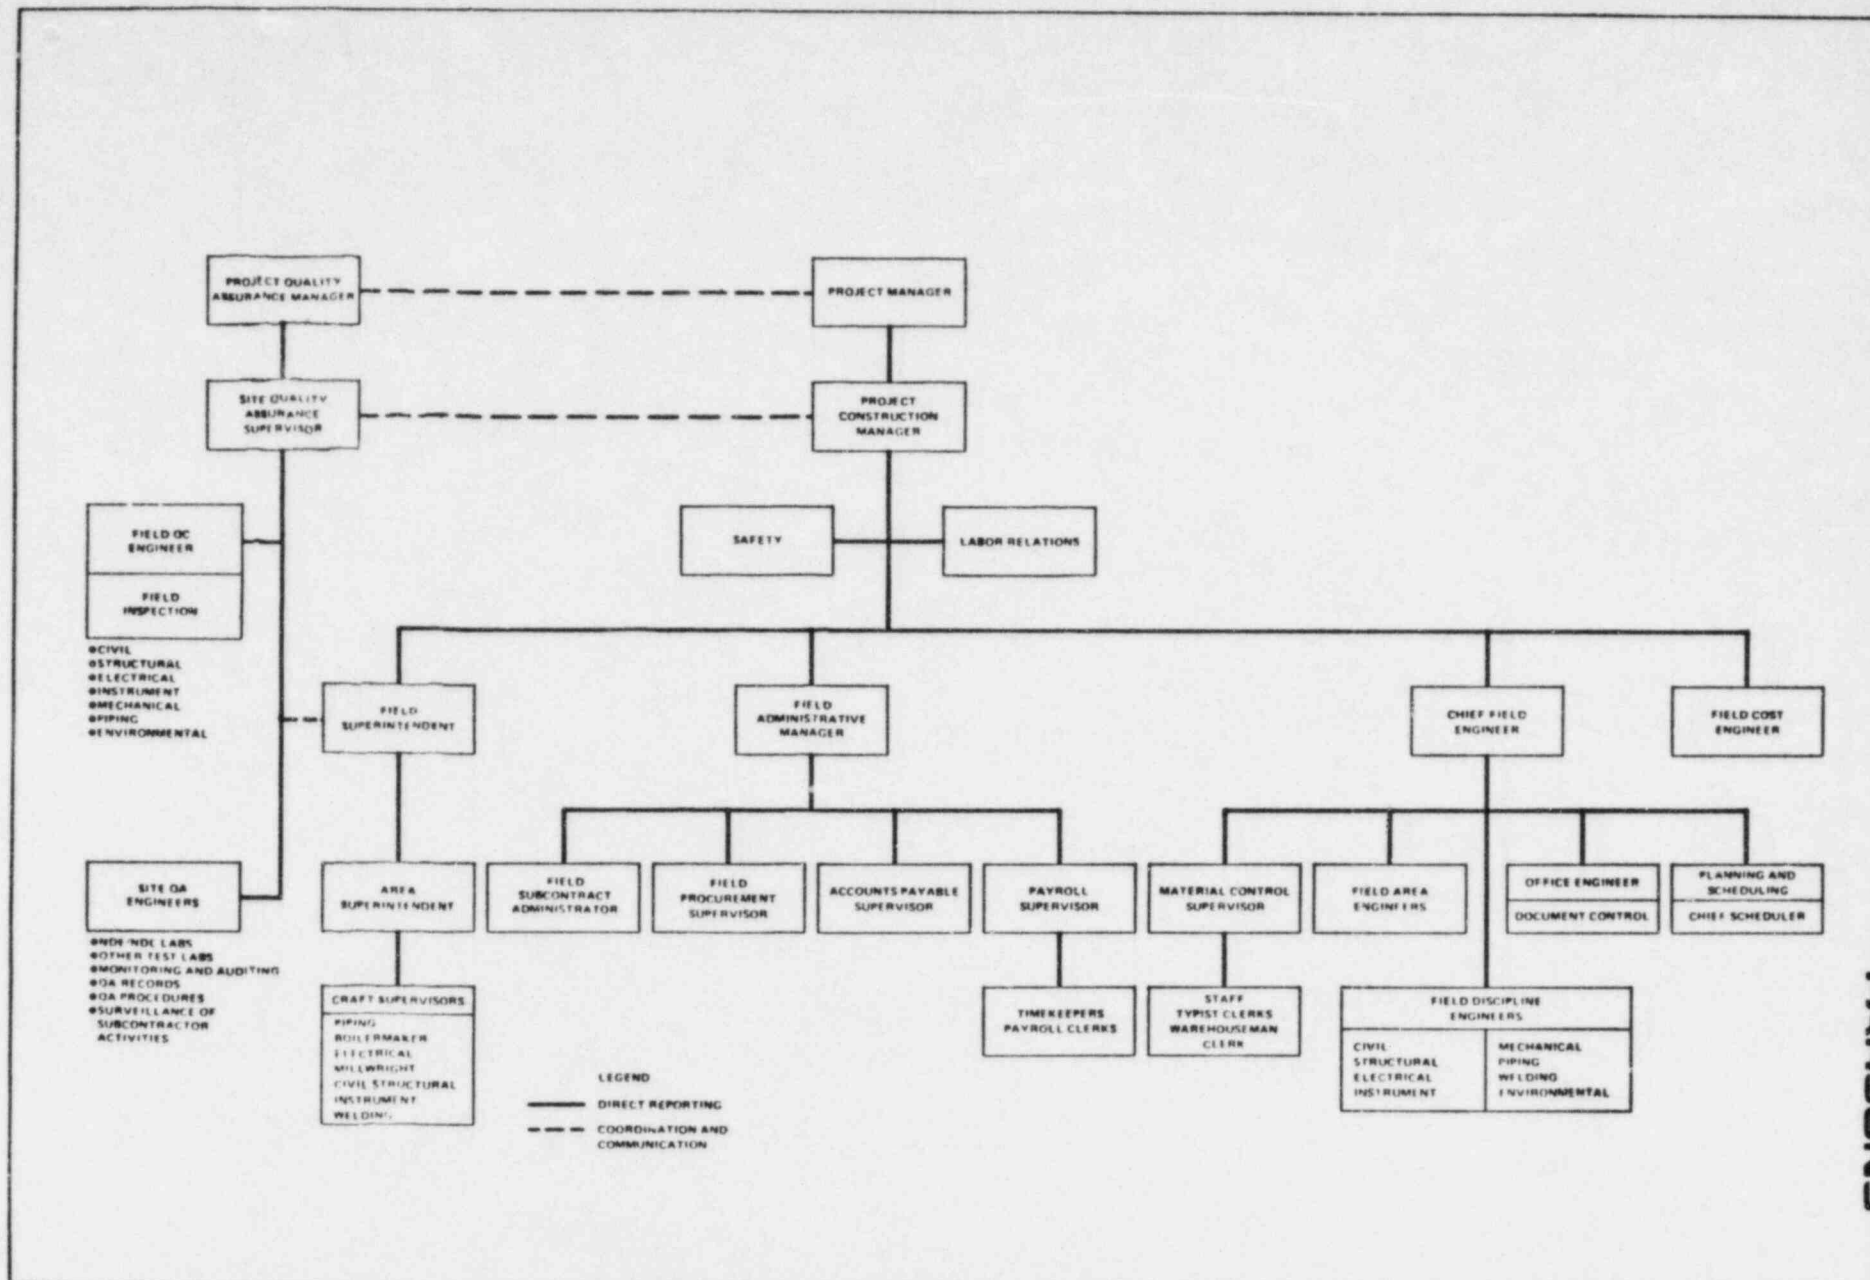 PROJECT QUALITY
ASSURANCE MANAGER
PROJECT MANAGER
SITE QUALITY
ASSURANCE
SUPERVISOR
PROJECT
CONSTRUCTION
MANAGER
FIELD QC
ENGINEER
FIELD
INSPECTION
●CIVIL
●STRUCTURAL
●ELECTRICAL
●INSTRUMENT
●MECHANICAL
●PIPING
●ENVIRONMENTAL
SAFETY
LABOR RELATIONS
FIELD
SUPERINTENDENT
FIELD
ADMINISTRATIVE
MANAGER
CHIEF FIELD
ENGINEER
FIELD COST
ENGINEER
SITE QA
ENGINEERS
●NDE/NDE LABS
●OTHER TEST LABS
●MONITORING AND AUDITING
●QA RECORDS
●QA PROCEDURES
●SURVEILLANCE OF
SUBCONTRACTOR
ACTIVITIES
AREA
SUPERINTENDENT
FIELD
SUBCONTRACT
ADMINISTRATOR
FIELD
PROCUREMENT
SUPERVISOR
ACCOUNTS PAYABLE
SUPERVISOR
PAYROLL
SUPERVISOR
MATERIAL CONTROL
SUPERVISOR
FIELD AREA
ENGINEERS
OFFICE ENGINEER
DOCUMENT CONTROL
PLANNING AND
SCHEDULING
CHIEF SCHEDULER
CRAFT SUPERVISORS
PIPING
BOILERMAKER
ELECTRICAL
MILLWRIGHT
CIVIL STRUCTURAL
INSTRUMENT
WELDING
TIMEKEEPERS
PAYROLL CLERKS
STAFF
TYPIST CLERKS
WAREHOUSEMAN
CLERK
FIELD DISCIPLINE
ENGINEERS
CIVIL
STRUCTURAL
ELECTRICAL
INSTRUMENT
MECHANICAL
PIPING
WELDING
ENVIRONMENTAL
LEGEND
DIRECT REPORTING
COORDINATION AND
COMMUNICATION